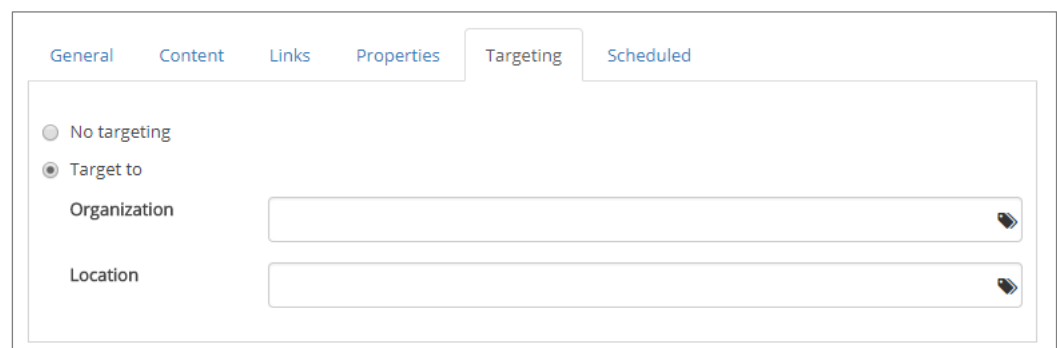 General Content Links Properties Targeting Scheduled
No targeting
Target to
Organization
Location